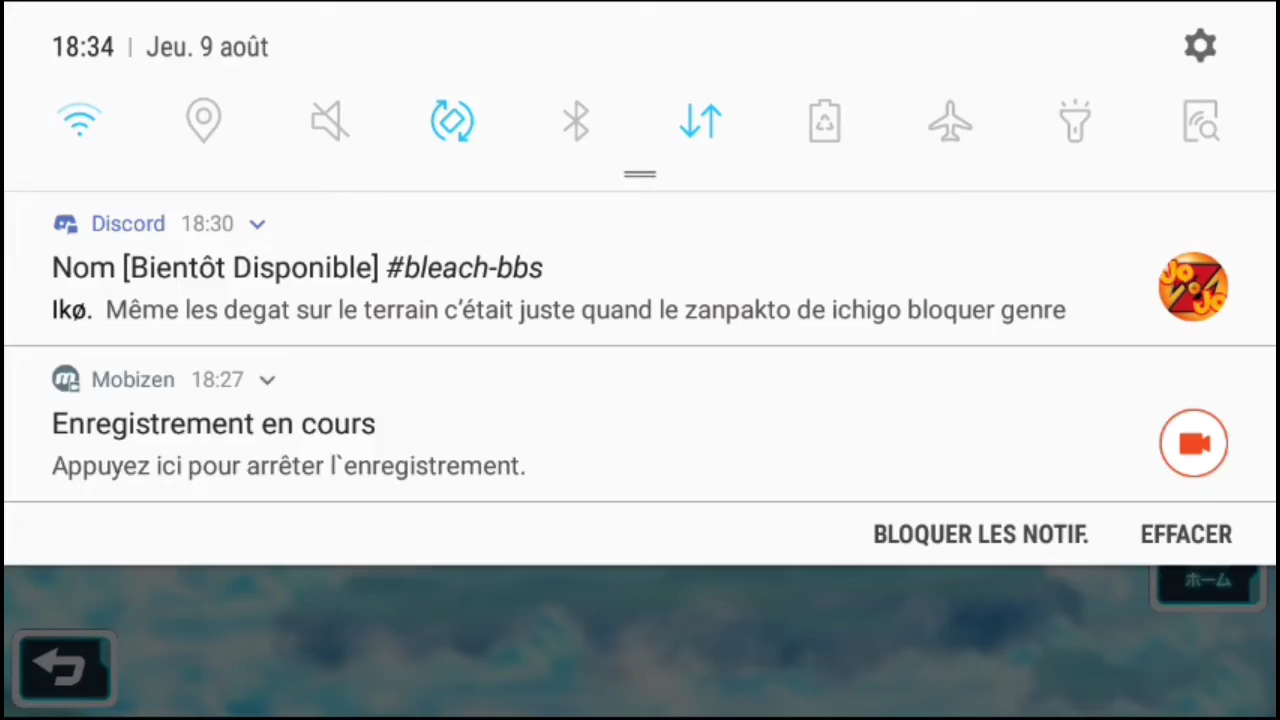 18:34 | Jeu. 9 août
Discord 18:30
Nom [Bientôt Disponible] #bleach-bbs
Ikø. Même les degat sur le terrain c’était juste quand le zanpakto de ichigo bloquer genre
JoJo
Mobizen 18:27
Enregistrement en cours
Appuyez ici pour arrêter l`enregistrement.
BLOQUER LES NOTIF. EFFACER
ホーム